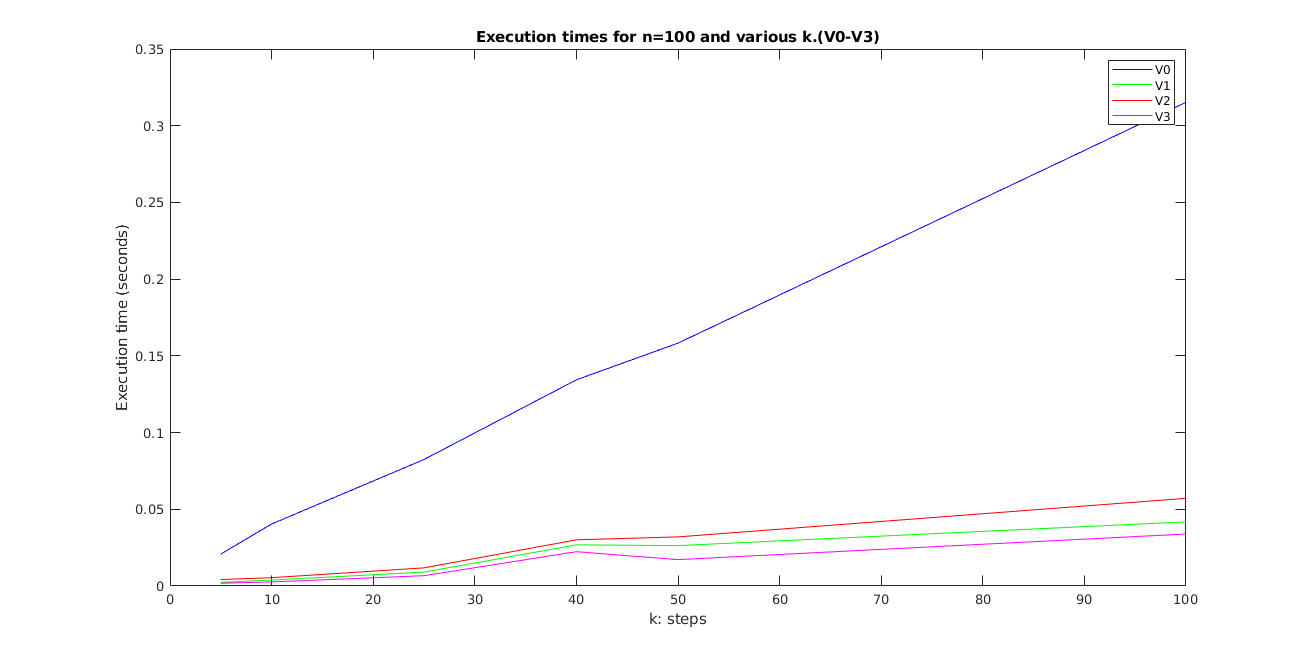 Execution times for n=100 and various k.(V0-V3)
V0
V1
V2
V3
0.35
0.3
0.25
0.2
0.15
0.1
0.05
0
Execution time (seconds)
0 10 20 30 40 50 60 70 80 90 100
k: steps